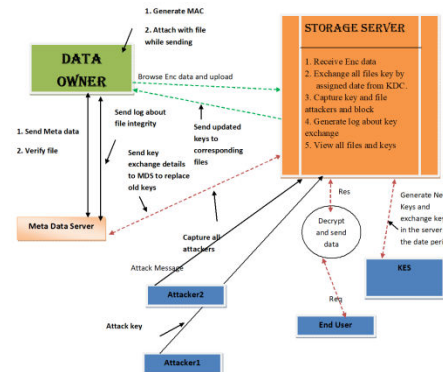 1. Generate MAC
2. Attach with file
while sending
DATA
OWNER
STORAGE SERVER
1. Receive Enc data
2. Exchange all files key by
assigned date from KDC.
3. Capture key and file
attackers and block
4. Generate log about key
exchange
5. View all files and keys
Browse Enc data and upload
1. Send Meta data
2. Verify file
Send log about
file integrity
Send key
exchange details
to MDS to replace
old keys
Send updated
keys to
corresponding
files
Meta Data Server
Capture all
attackers
Res
Decrypt
and send
data
Generate Ne
Keys and
exchange key
in the server
the date peri
Attack Message
Attacker2
Req
KES
End User
Attack key
Attacker1